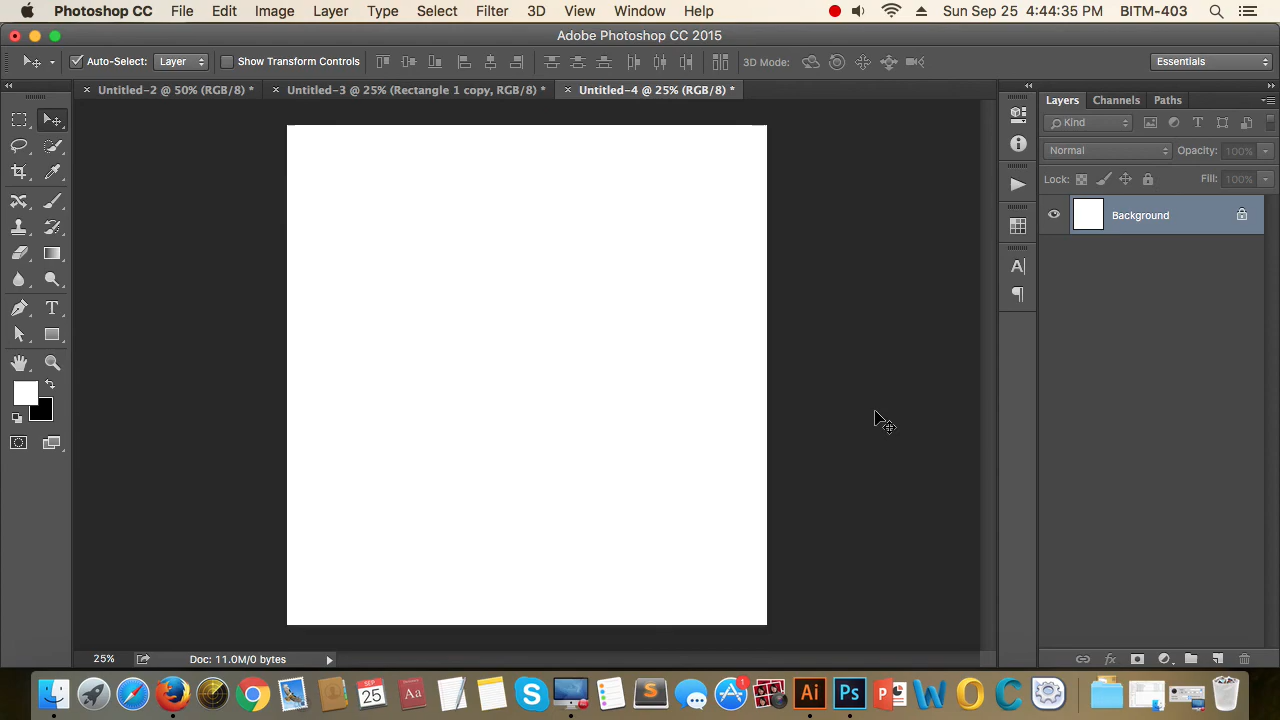 Photoshop CC File Edit Image Layer Type Select Filter 3D View Window Help Sun Sep 25 4:44:35 PM BITM-403
Adobe Photoshop CC 2015
Auto-Select: Layer Show Transform Controls 3D Mode: Essentials
Untitled-2 @ 50% (RGB/8) * Untitled-3 @ 25% (Rectangle 1 copy, RGB/8) * Untitled-4 @ 25% (RGB/8) *
Layers Channels Paths
Kind
Normal Opacity: 100%
Lock: Fill: 100%
Background
25% Doc: 11.0M/0 bytes